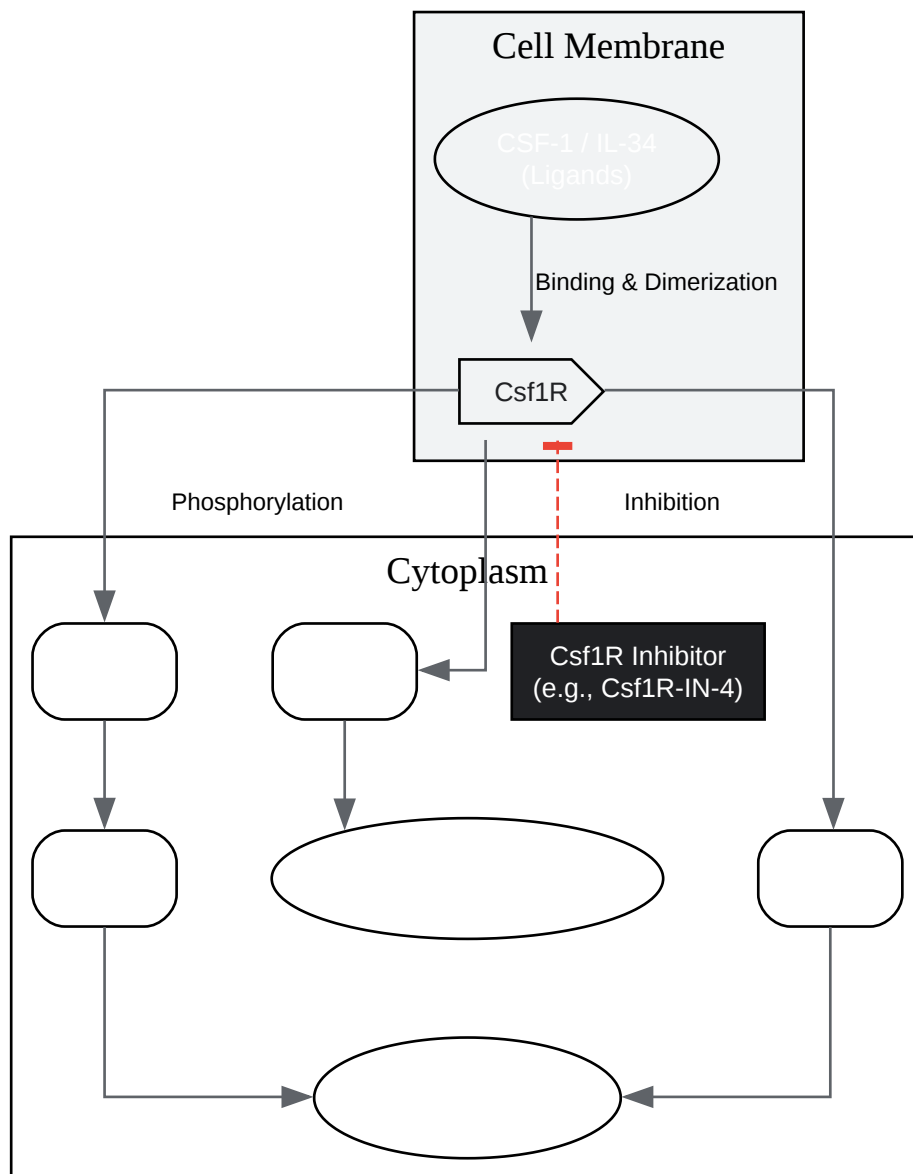 Cell Membrane
CSF-1 / IL-34
(Ligands)
Binding & Dimerization
Csf1R
Phosphorylation
Inhibition
Cytoplasm
Csf1R Inhibitor
(e.g., Csf1R-IN-4)